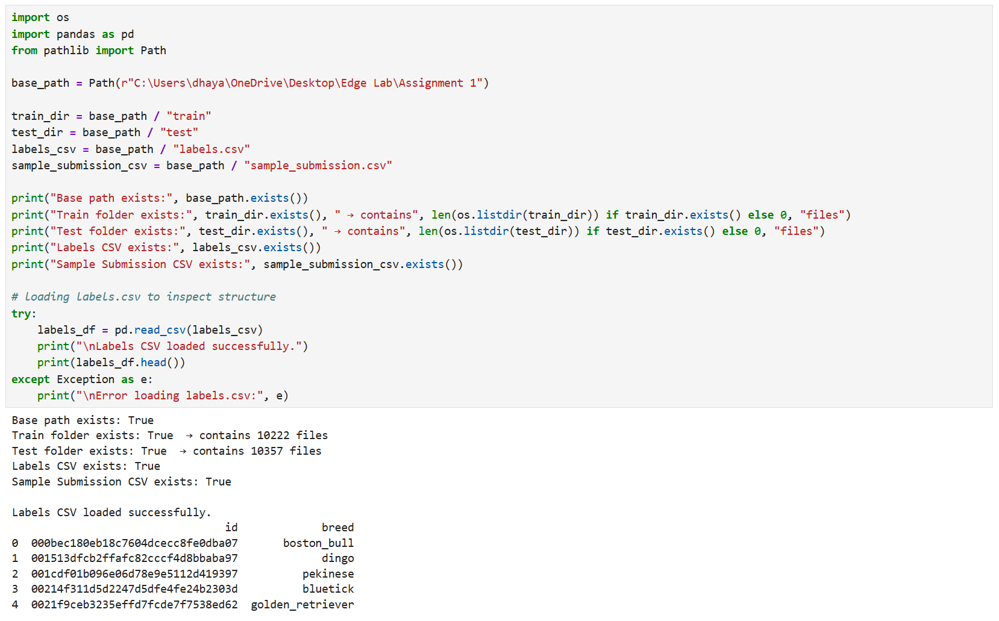 import os
import pandas as pd
from pathlib import Path
base_path = Path(r"C:\Users\dhaya\OneDrive\Desktop\Edge Lab\Assignment 1")
train_dir = base_path / "train"
test_dir = base_path / "test"
labels_csv = base_path / "labels.csv"
sample_submission_csv = base_path / "sample_submission.csv"
print("Base path exists:", base_path.exists())
print("Train folder exists:", train_dir.exists(), " → contains", len(os.listdir(train_dir)) if train_dir.exists() else 0, "files")
print("Test folder exists:", test_dir.exists(), " → contains", len(os.listdir(test_dir)) if test_dir.exists() else 0, "files")
print("Labels CSV exists:", labels_csv.exists())
print("Sample Submission CSV exists:", sample_submission_csv.exists())
# loading labels.csv to inspect structure
try:
    labels_df = pd.read_csv(labels_csv)
    print("\nLabels CSV loaded successfully.")
    print(labels_df.head())
except Exception as e:
    print("\nError loading labels.csv:", e)
Base path exists: True
Train folder exists: True  → contains 10222 files
Test folder exists: True  → contains 10357 files
Labels CSV exists: True
Sample Submission CSV exists: True
Labels CSV loaded successfully.
                                 id             breed
0  000bec180eb18c7604dcecc8fe0dba07       boston_bull
1  001513dfcb2ffafc82cccf4d8bbaba97             dingo
2  001cdf01b096e06d78e9e5112d419397          pekinese
3  00214f311d5d2247d5dfe4fe24b2303d          bluetick
4  0021f9ceb3235effd7fcde7f7538ed62  golden_retriever